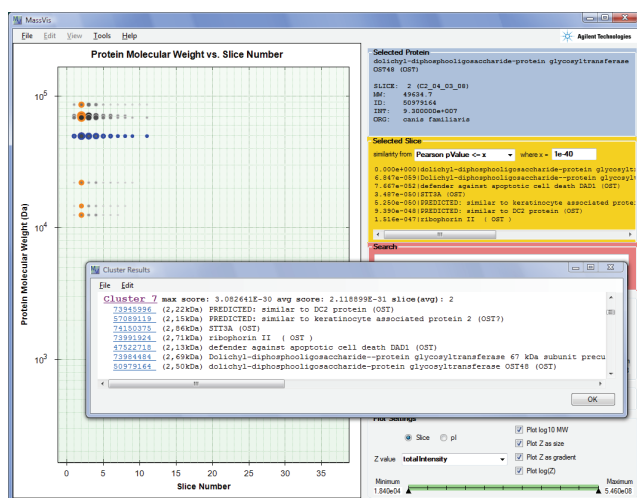 MassVis
File Edit View Tools Help
Agilent Technologies
Protein Molecular Weight vs. Slice Number
Protein Molecular Weight (Da)
10^5
10^4
10^3
0 5 10 15 20 25 30 35
Slice Number
Selected Protein
dolichyl-diphosphooligosaccharide-protein glycosyltransferase
OST48 (OST)
SLICE: 2 (C2_04_03_08)
MW: 49634.7
ID: 50979164
INT: 9.300000e+007
ORG: canis familiaris
Selected Slice
similarity from Pearson pValue <= x where x = 1e-40
0.000e+000|dolichyl-diphosphooligosaccharide-protein glycosylt
6.847e-059|Dolichyl-diphosphooligosaccharide--protein glycosyl
7.667e-052|defender against apoptotic cell death DAD1 (OST)
3.487e-050|STT3A (OST)
5.250e-050|PREDICTED: similar to keratinocyte associated prote
9.390e-048|PREDICTED: similar to DC2 protein (OST)
1.516e-047|ribophorin II ( OST )
Search
Cluster Results
File Edit
Cluster 7 max score: 3.082641E-30 avg score: 2.118899E-31 slice(avg): 2
73945996 (2,22kDa) PREDICTED: similar to DC2 protein (OST)
57089119 (2,15kDa) PREDICTED: similar to keratinocyte associated protein 2 (OST?)
74150375 (2,86kDa) STT3A (OST)
73991924 (2,71kDa) ribophorin II ( OST )
47522718 (2,13kDa) defender against apoptotic cell death DAD1 (OST)
73984484 (2,69kDa) Dolichyl-diphosphooligosaccharide--protein glycosyltransferase 67 kDa subunit precu
50979164 (2,50kDa) dolichyl-diphosphooligosaccharide-protein glycosyltransferase OST48 (OST)
OK
Plot Settings
Slice pI
Z value totalIntensity
Plot log10 MW
Plot Z as size
Plot Z as gradient
Plot log(Z)
Minimum Maximum
1.840e04 5.460e08